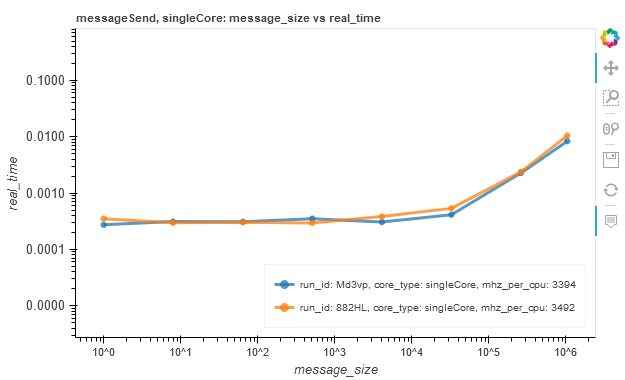 messageSend, singleCore: message_size vs real_time
real_time
0.1000
0.0100
0.0010
0.0001
0.0000
run_id: Md3vp, core_type: singleCore, mhz_per_cpu: 3394
run_id: 882HL, core_type: singleCore, mhz_per_cpu: 3492
10^0 10^1 10^2 10^3 10^4 10^5 10^6
message_size